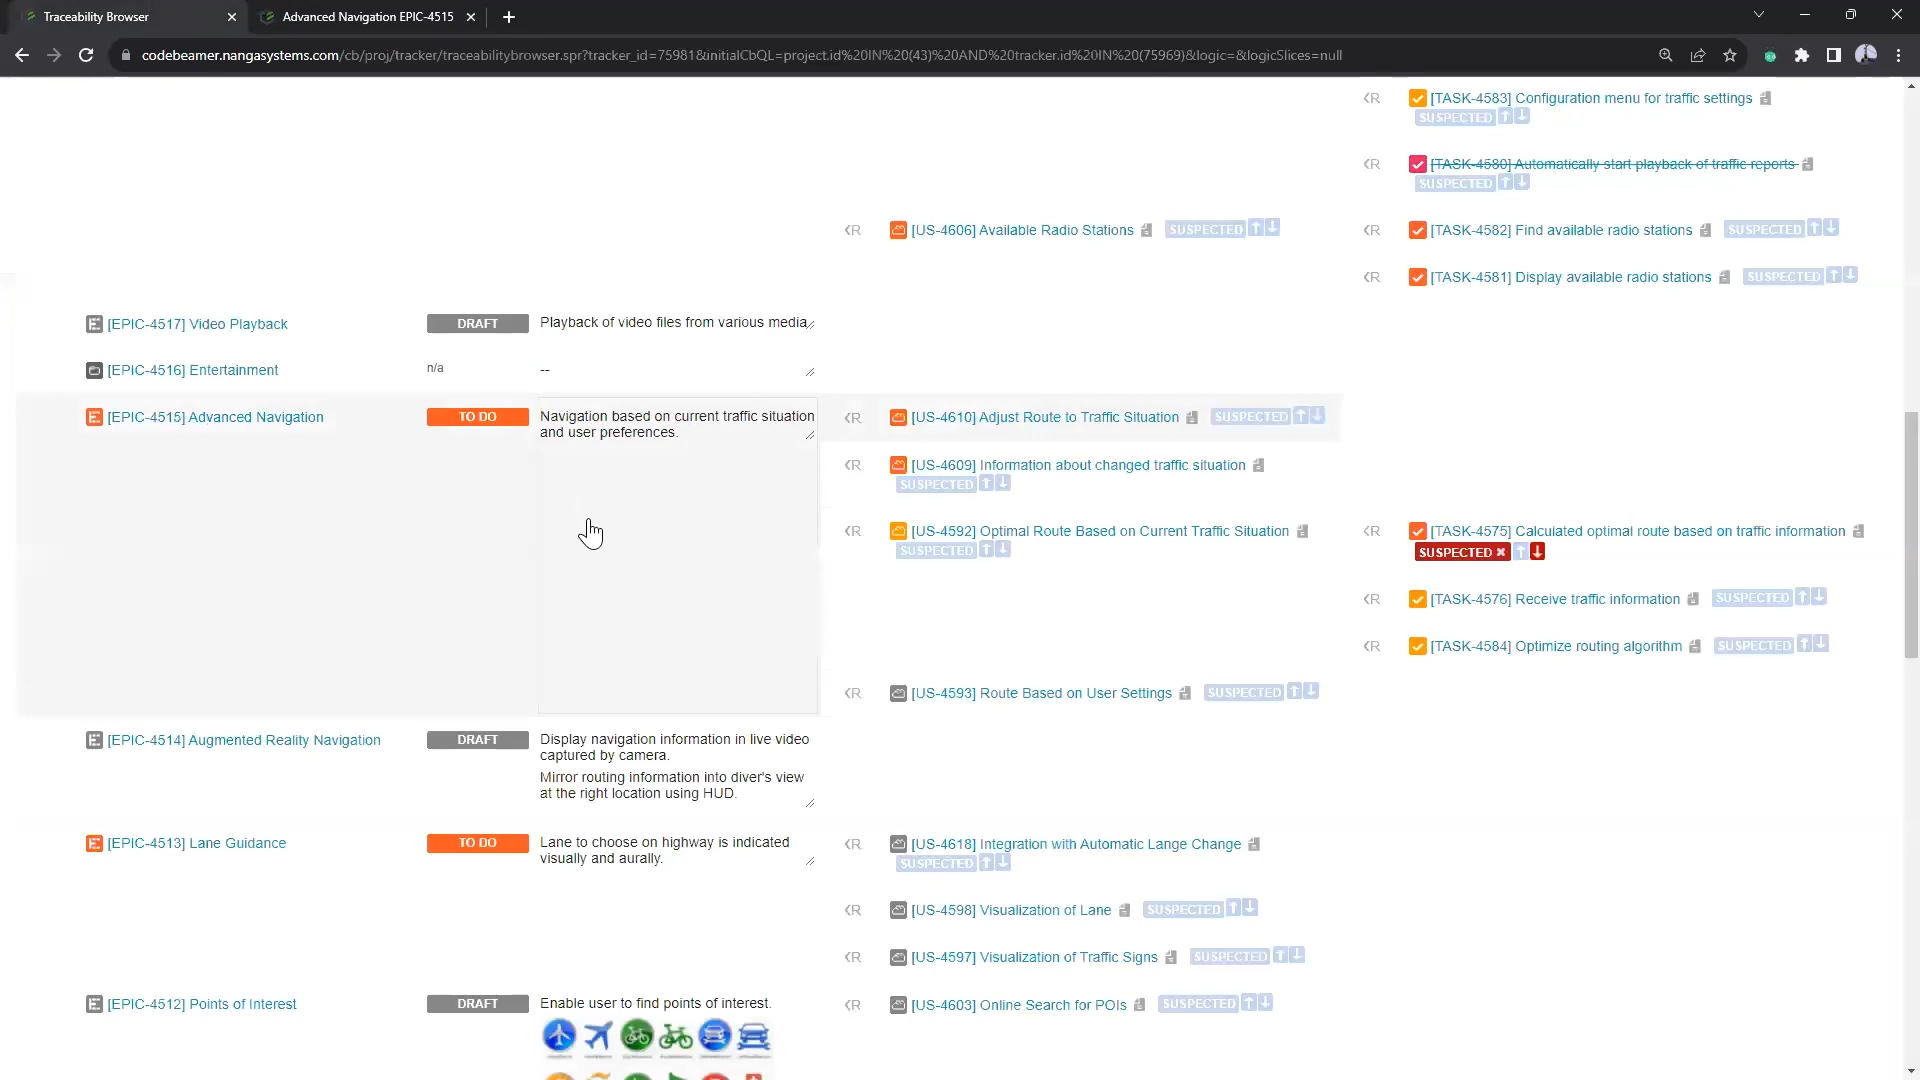 Traceability Browser
Advanced Navigation EPIC-4515
codebeamer.nangasystems.com/cb/proj/tracker/traceabilitybrowser.spr?tracker_id=75981&initialCbQL=project.id%20IN%20(43)%20AND%20tracker.id%20IN%20(75969)&logic=&logicSlices=null
R [TASK-4583] Configuration menu for traffic settings
SUSPECTED
R [TASK-4580] Automatically start playback of traffic reports
SUSPECTED
R [US-4606] Available Radio Stations SUSPECTED R [TASK-4582] Find available radio stations SUSPECTED
R [TASK-4581] Display available radio stations SUSPECTED
[EPIC-4517] Video Playback DRAFT Playback of video files from various media
[EPIC-4516] Entertainment n/a --
[EPIC-4515] Advanced Navigation TO DO Navigation based on current traffic situation R [US-4610] Adjust Route to Traffic Situation SUSPECTED
and user preferences.
R [US-4609] Information about changed traffic situation
SUSPECTED
R [US-4592] Optimal Route Based on Current Traffic Situation R [TASK-4575] Calculated optimal route based on traffic information
SUSPECTED SUSPECTED
R [TASK-4576] Receive traffic information SUSPECTED
R [TASK-4584] Optimize routing algorithm SUSPECTED
R [US-4593] Route Based on User Settings SUSPECTED
[EPIC-4514] Augmented Reality Navigation DRAFT Display navigation information in live video
captured by camera.
Mirror routing information into diver's view
at the right location using HUD.
[EPIC-4513] Lane Guidance TO DO Lane to choose on highway is indicated R [US-4618] Integration with Automatic Lange Change
visually and aurally. SUSPECTED
R [US-4598] Visualization of Lane SUSPECTED
R [US-4597] Visualization of Traffic Signs SUSPECTED
[EPIC-4512] Points of Interest DRAFT Enable user to find points of interest. R [US-4603] Online Search for POIs SUSPECTED